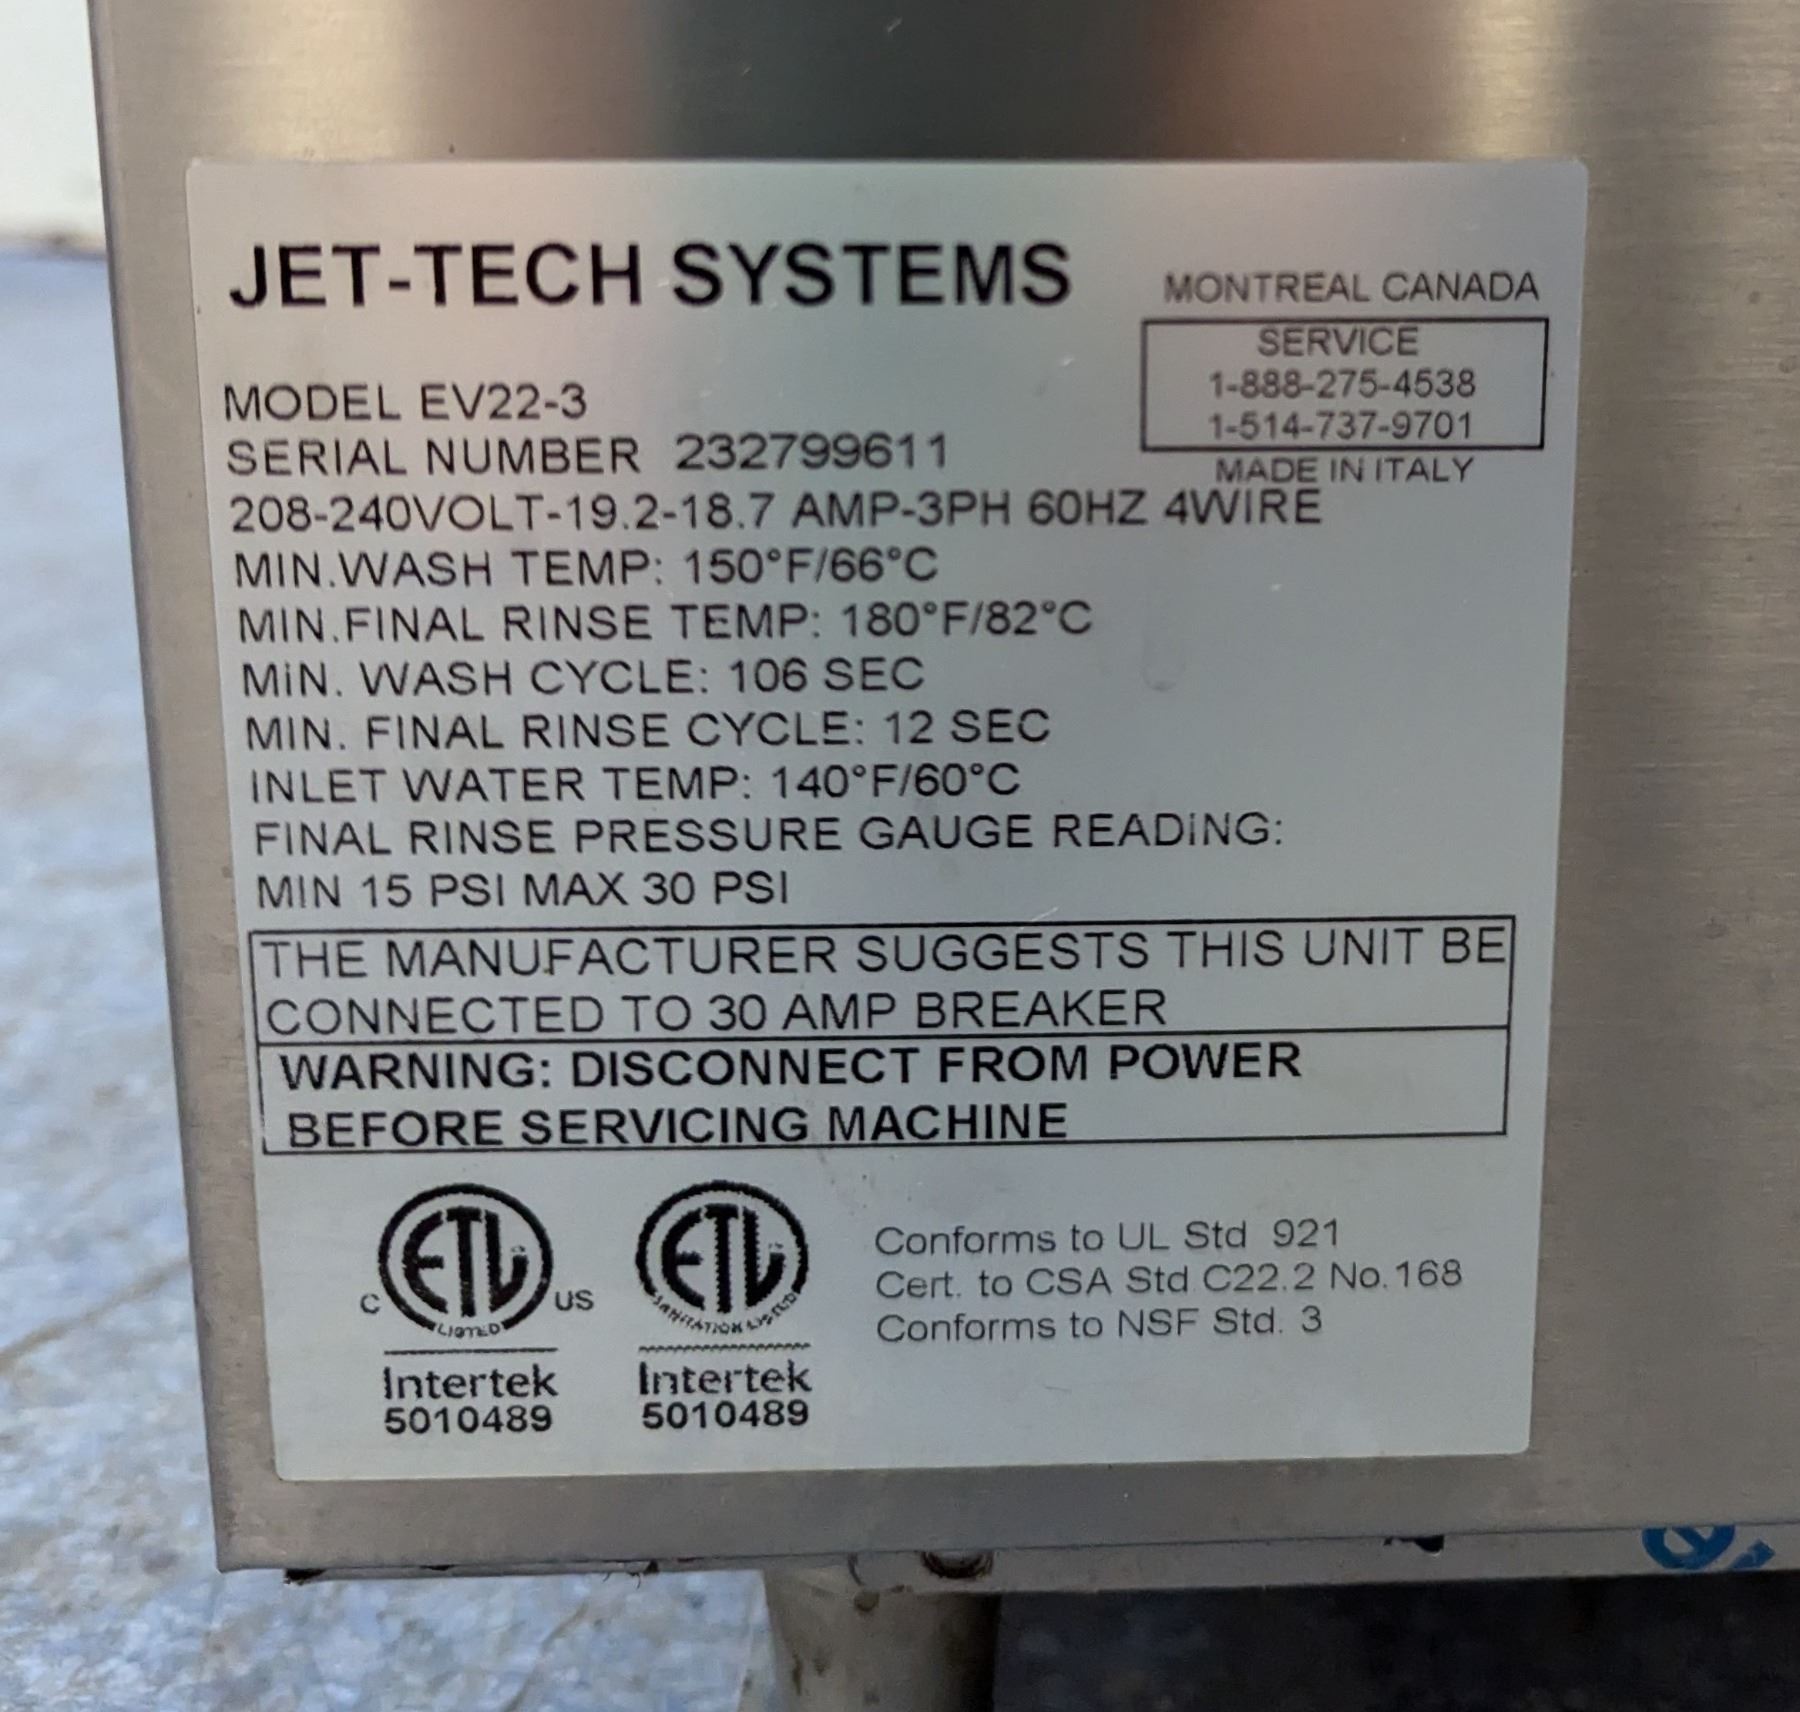 JET-TECH SYSTEMS
MONTREAL CANADA
SERVICE
1-888-275-4538
1-514-737-9701
MADE IN ITALY
MODEL EV22-3
SERIAL NUMBER 232799611
208-240VOLT-19.2-18.7 AMP-3PH 60HZ 4WIRE
MIN.WASH TEMP: 150°F/66°C
MIN.FINAL RINSE TEMP: 180°F/82°C
MiN. WASH CYCLE: 106 SEC
MIN. FINAL RINSE CYCLE: 12 SEC
INLET WATER TEMP: 140°F/60°C
FINAL RINSE PRESSURE GAUGE READiNG:
MIN 15 PSI MAX 30 PSI
THE MANUFACTURER SUGGESTS THIS UNIT BE
CONNECTED TO 30 AMP BREAKER
WARNING: DISCONNECT FROM POWER
BEFORE SERVICING MACHINE
C ETL US
LISTED
Intertek
5010489
ETL
SANITATION LISTED
Intertek
5010489
Conforms to UL Std 921
Cert. to CSA Std C22.2 No.168
Conforms to NSF Std. 3